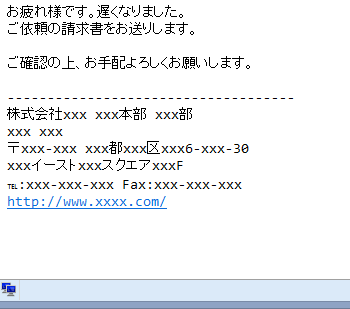 お疲れ様です。遅くなりました。
ご依頼の請求書をお送りします。
ご確認の上、お手配よろしくお願いします。
-----------------------------------
株式会社xxx xxx本部 xxx部
xxx xxx
〒xxx-xxx xxx都xxx区xxx6-xxx-30
xxxイーストxxxスクエアxxxF
℡:xxx-xxx-xxx Fax:xxx-xxx-xxx
http://www.xxxx.com/